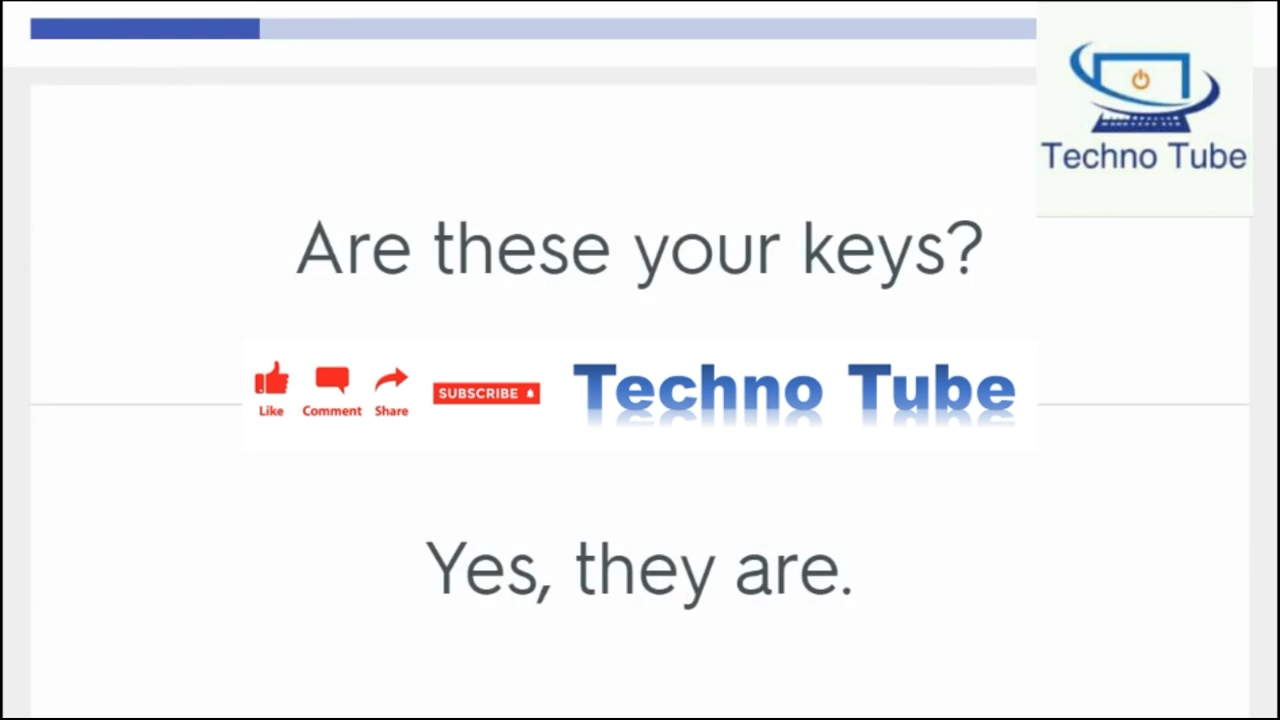 Techno Tube
Are these your keys?
Like Comment Share SUBSCRIBE Techno Tube
Yes, they are.